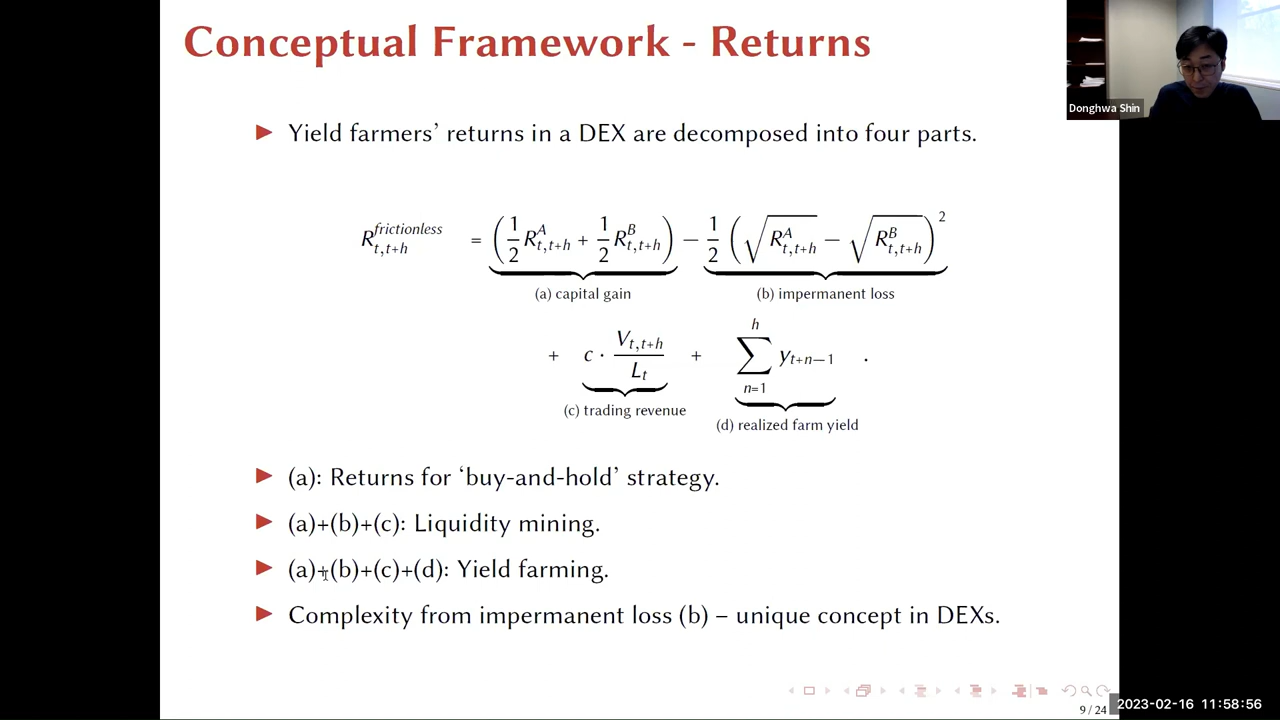 Conceptual Framework - Returns
Donghwa Shin
▶ Yield farmers' returns in a DEX are decomposed into four parts.
R^{frictionless}_{t,t+h} = (1/2 R^A_{t,t+h} + 1/2 R^B_{t,t+h}) − 1/2 (√R^A_{t,t+h} − √R^B_{t,t+h})^2
(a) capital gain (b) impermanent loss
+ c · V_{t,t+h}/L_t + ∑_{n=1}^{h} y_{t+n−1} .
(c) trading revenue (d) realized farm yield
▶ (a): Returns for 'buy-and-hold' strategy.
▶ (a)+(b)+(c): Liquidity mining.
▶ (a)+(b)+(c)+(d): Yield farming.
▶ Complexity from impermanent loss (b) – unique concept in DEXs.
9 / 24
2023-02-16 11:58:56